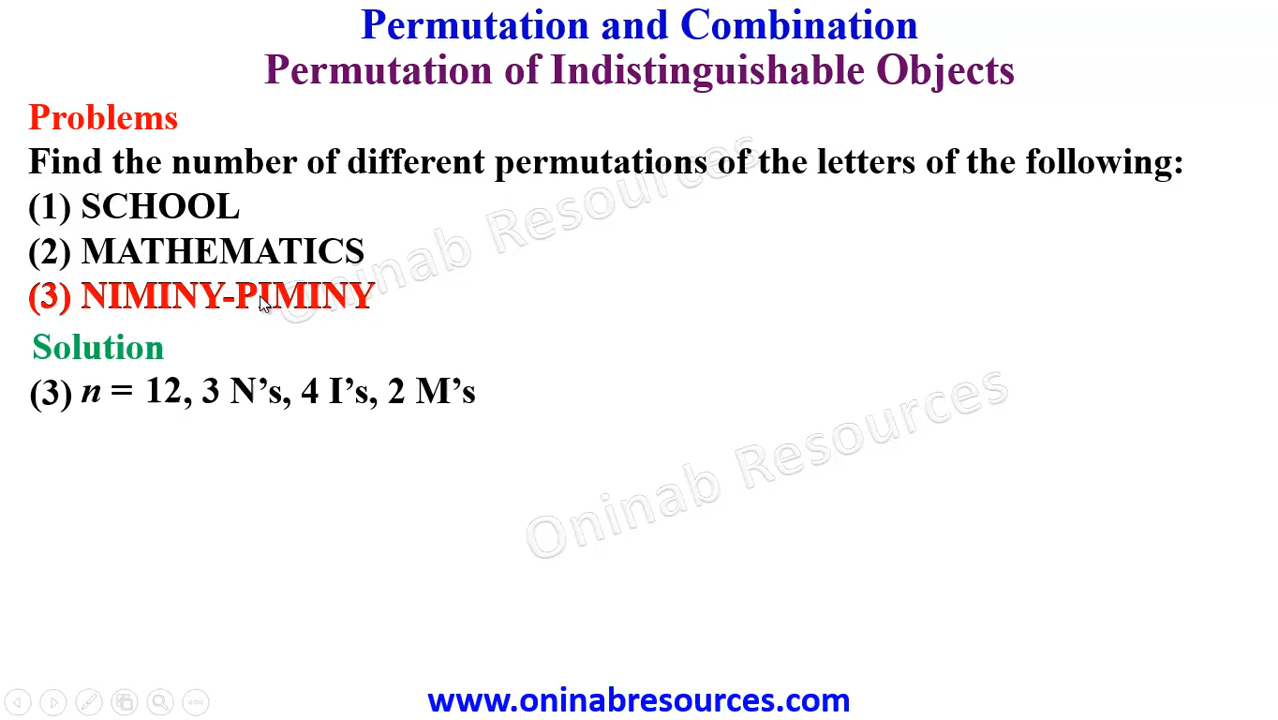 Permutation and Combination
Permutation of Indistinguishable Objects
Problems
Find the number of different permutations of the letters of the following:
(1) SCHOOL
(2) MATHEMATICS
(3) NIMINY-PIMINY
Solution
(3) n = 12, 3 N’s, 4 I’s, 2 M’s
Oninab Resources
Oninab Resources
www.oninabresources.com